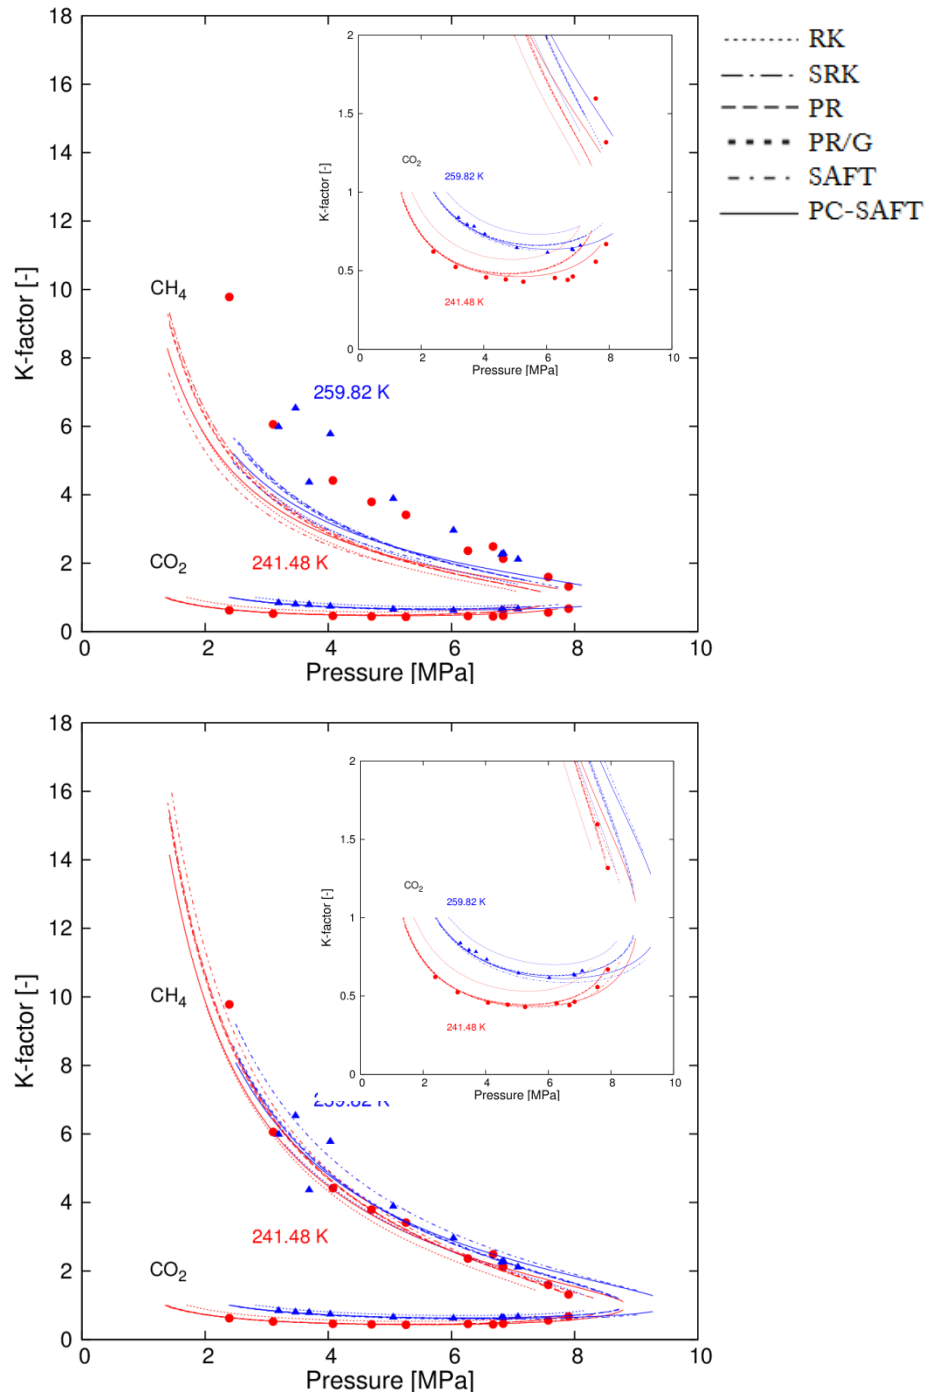 18
16
14
12
10
8
6
4
2
0
K-factor [-]
0
2
4
6
8
10
Pressure [MPa]
CH4
CO2
259.82 K
241.48 K
2
1.5
1
0.5
0
K-factor [-]
0
2
4
6
8
10
Pressure [MPa]
CO2
259.82 K
241.48 K
RK
SRK
PR
PR/G
SAFT
PC-SAFT
18
16
14
12
10
8
6
4
2
0
K-factor [-]
0
2
4
6
8
10
Pressure [MPa]
CH4
CO2
259.82 K
241.48 K
2
1.5
1
0.5
0
K-factor [-]
0
2
4
6
8
10
Pressure [MPa]
CO2
259.82 K
241.48 K